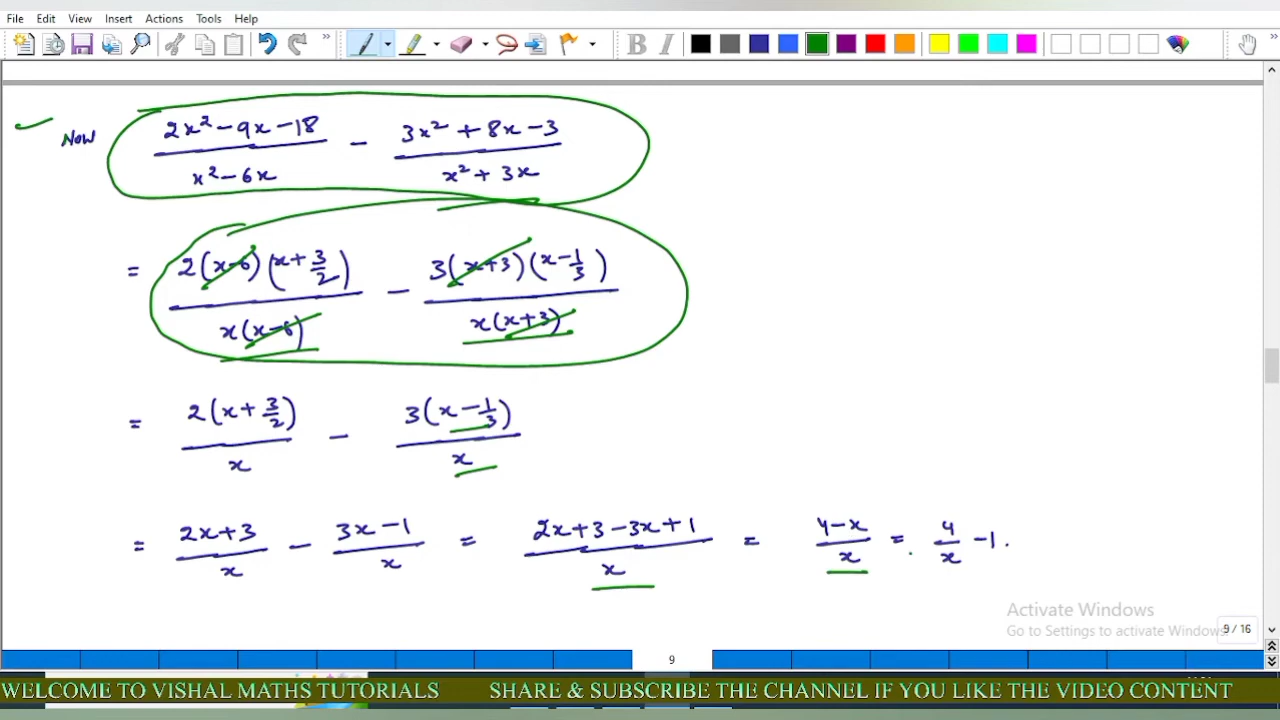 File Edit View Insert Actions Tools Help
Now (2x² - 9x - 18)/(x² - 6x) - (3x² + 8x - 3)/(x² + 3x)
= 2(x-6)(x + 3/2)/x(x-6) - 3(x+3)(x - 1/3)/x(x+3)
= 2(x + 3/2)/x - 3(x - 1/3)/x
= (2x+3)/x - (3x-1)/x = (2x+3-3x+1)/x = (4-x)/x = 4/x - 1.
Activate Windows
Go to Settings to activate Windows.
9 / 16
9
WELCOME TO VISHAL MATHS TUTORIALS SHARE & SUBSCRIBE THE CHANNEL IF YOU LIKE THE VIDEO CONTENT